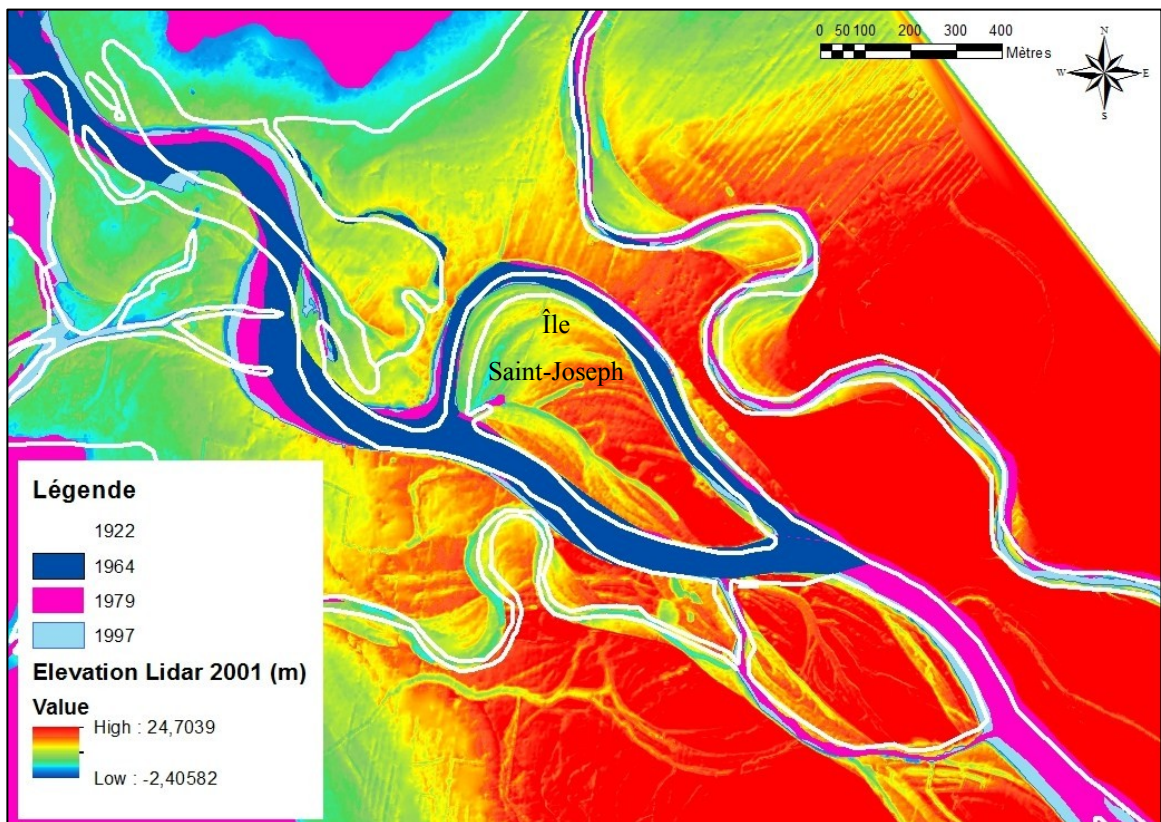 0 50 100 200 300 400
Mètres
N
W E
S
Île
Saint-Joseph
Légende
1922
1964
1979
1997
Elevation Lidar 2001 (m)
Value
High : 24,7039
Low : -2,40582